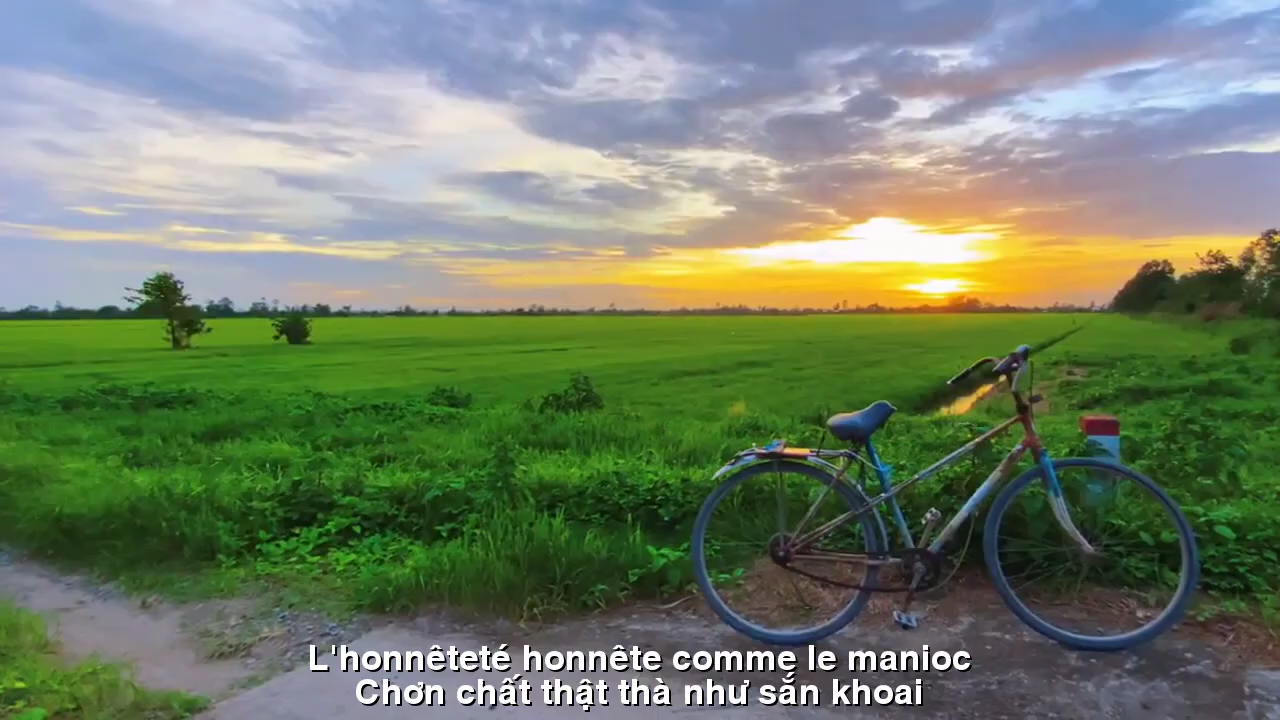 L'honnêteté honnête comme le manioc
Chơn chất thật thà như sắn khoai